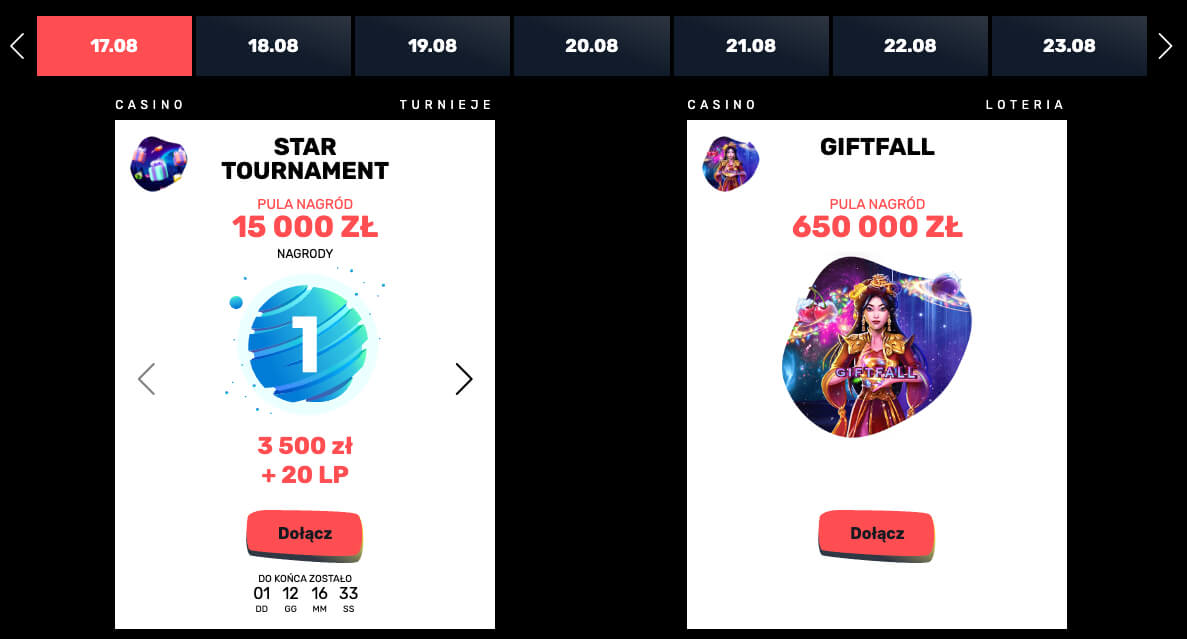 17.08 18.08 19.08 20.08 21.08 22.08 23.08
CASINO TURNIEJE
STAR
TOURNAMENT
PULA NAGRÓD
15 000 ZŁ
NAGRODY
1
3 500 zł
+ 20 LP
Dołącz
DO KOŃCA ZOSTAŁO
01 12 16 33
DD GG MM SS
CASINO LOTERIA
GIFTFALL
PULA NAGRÓD
650 000 ZŁ
GIFTFALL
Dołącz